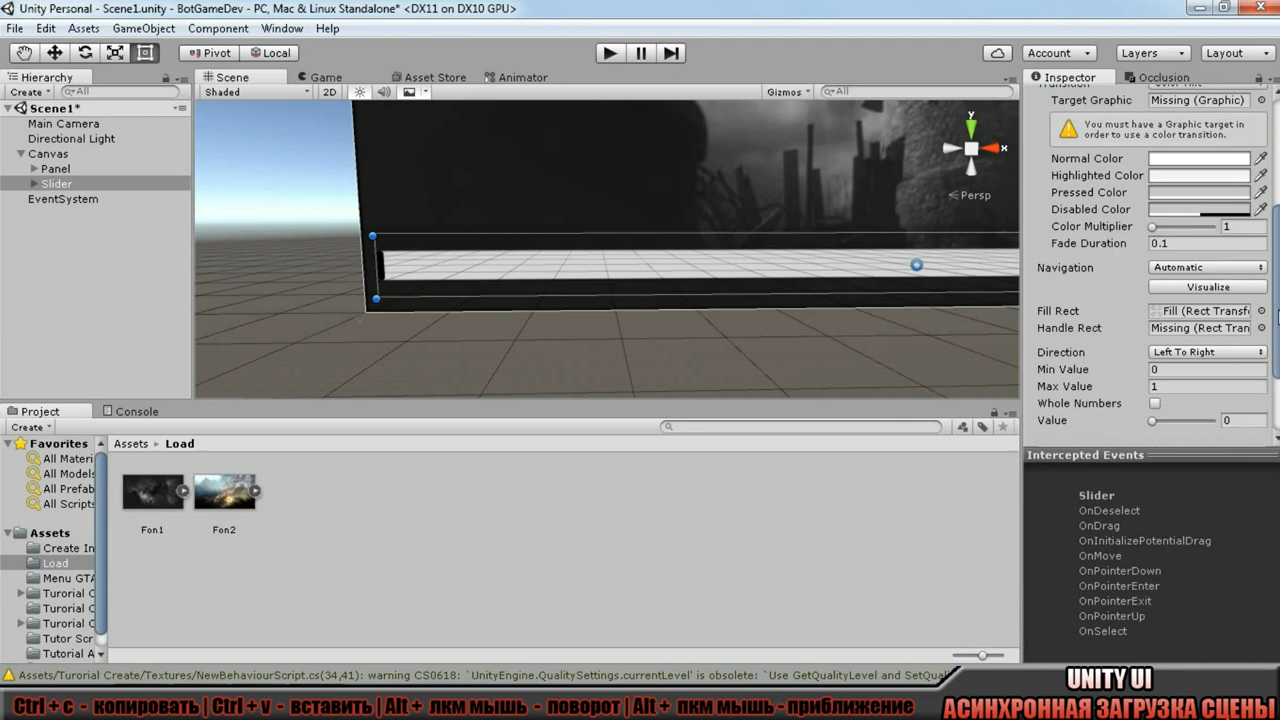 Unity Personal - Scene1.unity - BotGameDev - PC, Mac & Linux Standalone* <DX11 on DX10 GPU>
File Edit Assets GameObject Component Window Help
Pivot Local Account Layers Layout
Hierarchy
Create All
Scene1*
Main Camera
Directional Light
Canvas
Panel
Slider
EventSystem
Scene Game Asset Store Animator
Shaded 2D Gizmos All
y
x
Persp
Inspector Occlusion
Target Graphic Missing (Graphic)
You must have a Graphic target in
order to use a color transition.
Normal Color
Highlighted Color
Pressed Color
Disabled Color
Color Multiplier 1
Fade Duration 0.1
Navigation Automatic
Visualize
Fill Rect Fill (Rect Transf
Handle Rect Missing (Rect Tran
Direction Left To Right
Min Value 0
Max Value 1
Whole Numbers
Value 0
Intercepted Events
Slider
OnDeselect
OnDrag
OnInitializePotentialDrag
OnMove
OnPointerDown
OnPointerEnter
OnPointerExit
OnPointerUp
OnSelect
Project Console
Create
Favorites
All Materi
All Models
All Prefab
All Scripts
Assets
Create In
Load
Menu GTA
Turorial C
Turorial C
Turorial C
Tutor Scr
Tutorial A
Assets Load
Fon1 Fon2
Assets/Turorial Create/Textures/NewBehaviourScript.cs(34,41): warning CS0618: `UnityEngine.QualitySettings.currentLevel' is obsolete: `Use GetQualityLevel and SetQual
UNITY UI
АСИНХРОННАЯ ЗАГРУЗКА СЦЕНЫ
Ctrl + c - копировать | Ctrl + v - вставить | Alt + лкм мышь - поворот | Alt + пкм мышь - приближение